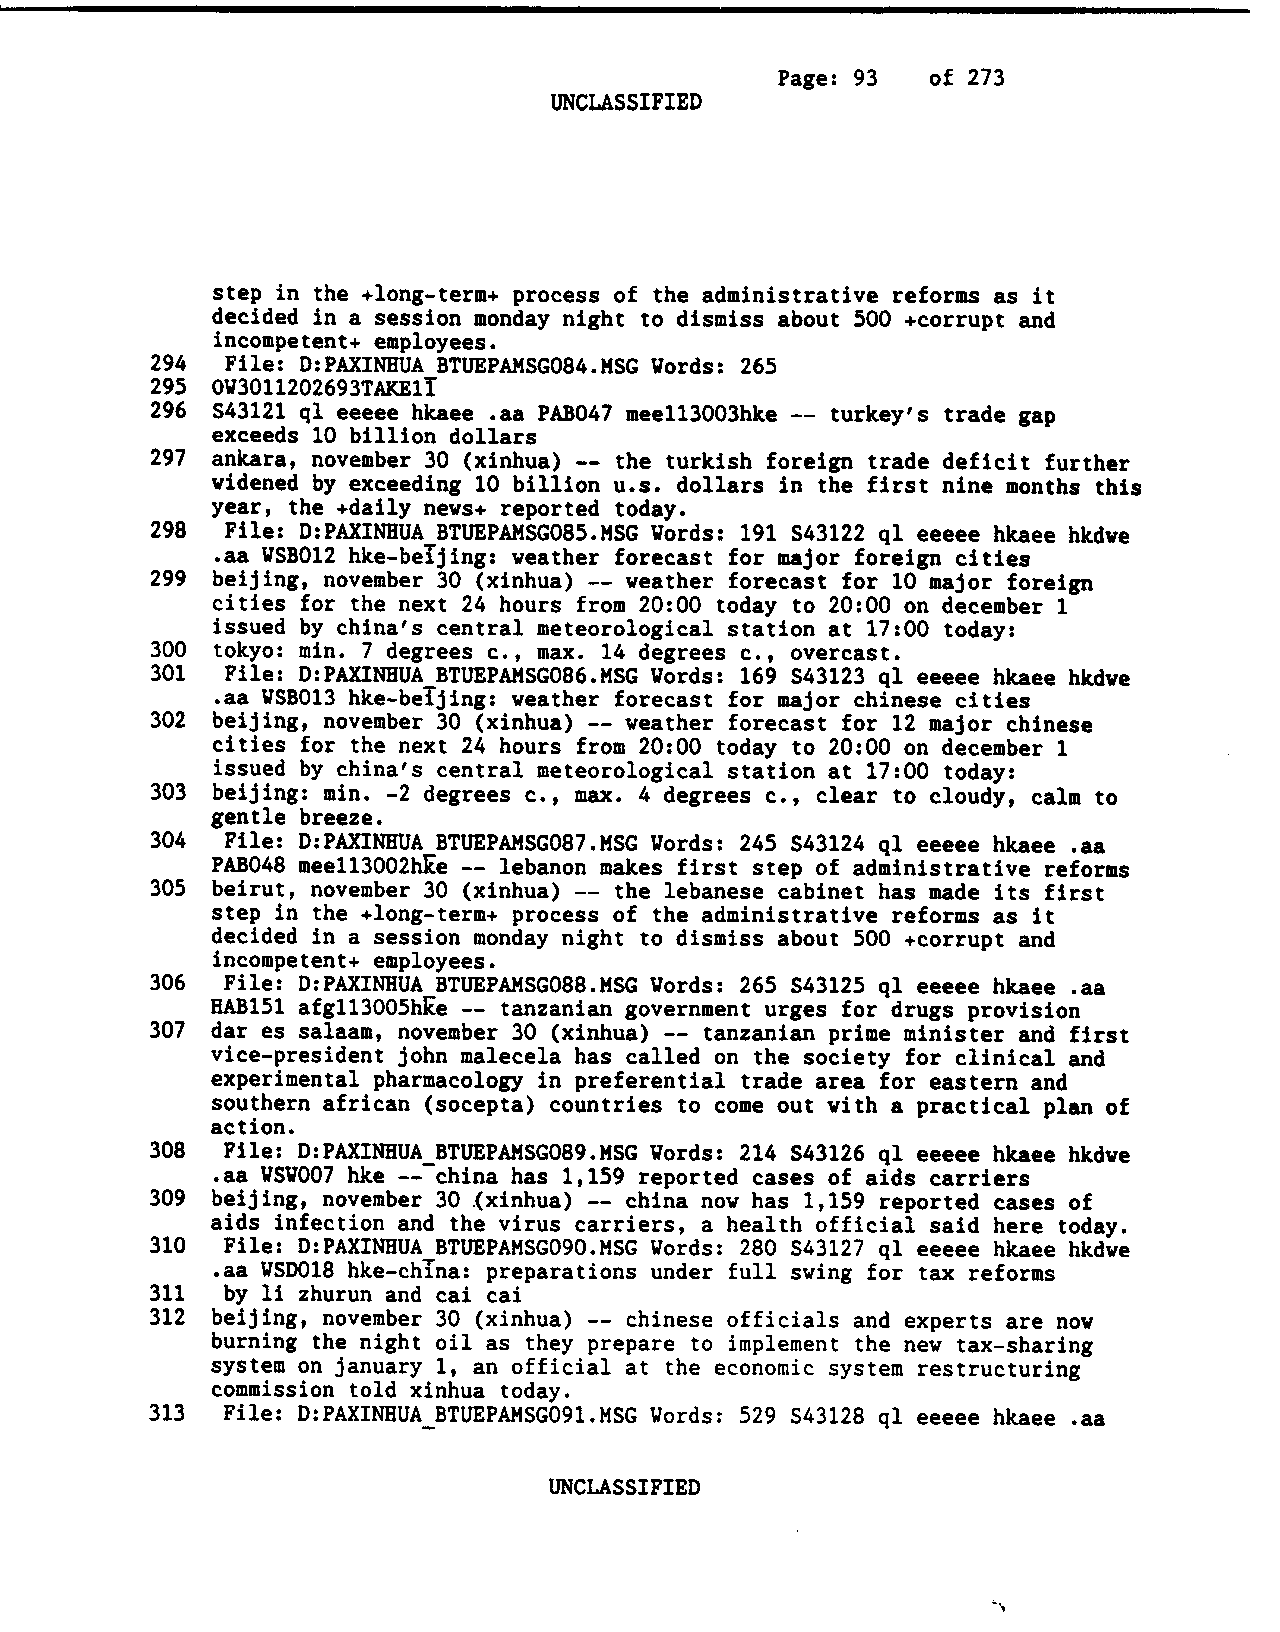 Page: 93 of 273
UNCLASSIFIED
step in the +long-term+ process of the administrative reforms as it
decided in a session monday night to dismiss about 500 +corrupt and
incompetent+ employees.
294 File: D:PAXINHUA_BTUEPAMSG084.MSG Words: 265
295 OW3011202693TAKE1I
296 S43121 ql eeeee hkaee .aa PAB047 mee113003hke -- turkey's trade gap
exceeds 10 billion dollars
297 ankara, november 30 (xinhua) -- the turkish foreign trade deficit further
widened by exceeding 10 billion u.s. dollars in the first nine months this
year, the +daily news+ reported today.
298 File: D:PAXINHUA_BTUEPAMSG085.MSG Words: 191 S43122 ql eeeee hkaee hkdwe
.aa WSB012 hke-beijing: weather forecast for major foreign cities
299 beijing, november 30 (xinhua) -- weather forecast for 10 major foreign
cities for the next 24 hours from 20:00 today to 20:00 on december 1
issued by china's central meteorological station at 17:00 today:
300 tokyo: min. 7 degrees c., max. 14 degrees c., overcast.
301 File: D:PAXINHUA_BTUEPAMSG086.MSG Words: 169 S43123 ql eeeee hkaee hkdwe
.aa WSB013 hke-beijing: weather forecast for major chinese cities
302 beijing, november 30 (xinhua) -- weather forecast for 12 major chinese
cities for the next 24 hours from 20:00 today to 20:00 on december 1
issued by china's central meteorological station at 17:00 today:
303 beijing: min. -2 degrees c., max. 4 degrees c., clear to cloudy, calm to
gentle breeze.
304 File: D:PAXINHUA_BTUEPAMSG087.MSG Words: 245 S43124 ql eeeee hkaee .aa
PAB048 mee113002hke -- lebanon makes first step of administrative reforms
305 beirut, november 30 (xinhua) -- the lebanese cabinet has made its first
step in the +long-term+ process of the administrative reforms as it
decided in a session monday night to dismiss about 500 +corrupt and
incompetent+ employees.
306 File: D:PAXINHUA_BTUEPAMSG088.MSG Words: 265 S43125 ql eeeee hkaee .aa
HAB151 afg113005hke -- tanzanian government urges for drugs provision
307 dar es salaam, november 30 (xinhua) -- tanzanian prime minister and first
vice-president john malecela has called on the society for clinical and
experimental pharmacology in preferential trade area for eastern and
southern african (socepta) countries to come out with a practical plan of
action.
308 File: D:PAXINHUA_BTUEPAMSG089.MSG Words: 214 S43126 ql eeeee hkaee hkdwe
.aa WSW007 hke -- china has 1,159 reported cases of aids carriers
309 beijing, november 30 (xinhua) -- china now has 1,159 reported cases of
aids infection and the virus carriers, a health official said here today.
310 File: D:PAXINHUA_BTUEPAMSG090.MSG Words: 280 S43127 ql eeeee hkaee hkdwe
.aa WSD018 hke-china: preparations under full swing for tax reforms
311 by li zhurun and cai cai
312 beijing, november 30 (xinhua) -- chinese officials and experts are now
burning the night oil as they prepare to implement the new tax-sharing
system on january 1, an official at the economic system restructuring
commission told xinhua today.
313 File: D:PAXINHUA_BTUEPAMSG091.MSG Words: 529 S43128 ql eeeee hkaee .aa
UNCLASSIFIED